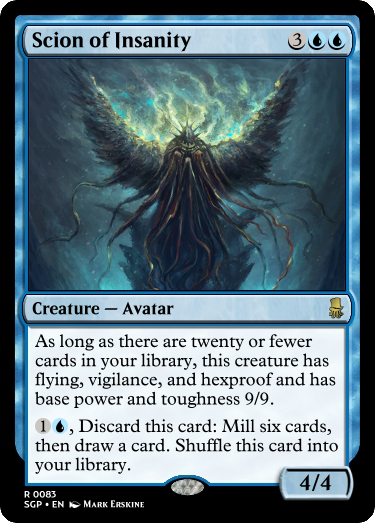 Scion of Insanity 3
Creature — Avatar
As long as there are twenty or fewer
cards in your library, this creature has
flying, vigilance, and hexproof and has
base power and toughness 9/9.
1, Discard this card: Mill six cards,
then draw a card. Shuffle this card into
your library.
4/4
R 0083
SGP • EN Mark Erskine